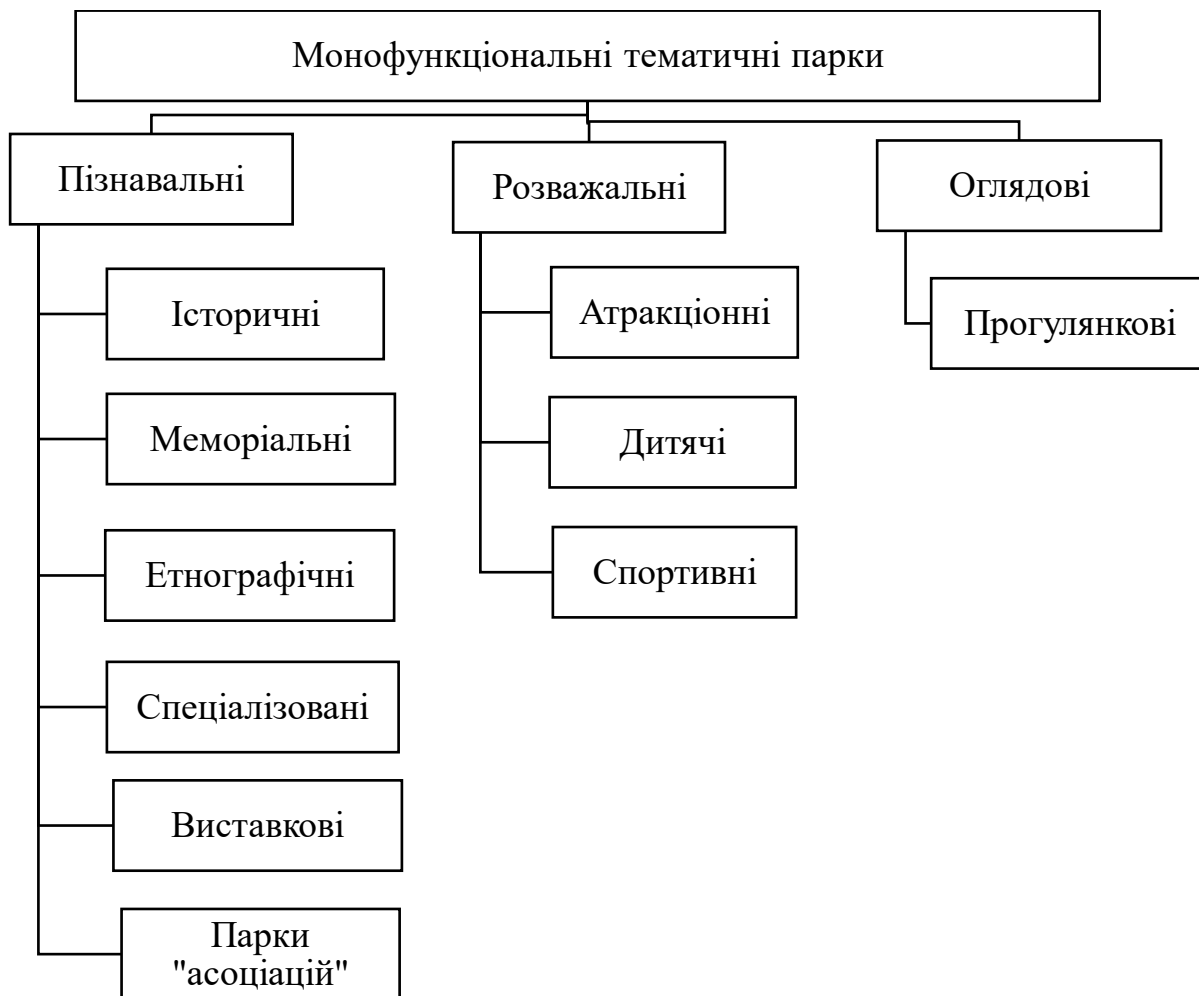 Монофункціональні тематичні парки
Пізнавальні
Історичні
Меморіальні
Етнографічні
Спеціалізовані
Виставкові
Парки
"асоціацій"
Розважальні
Атракціонні
Дитячі
Спортивні
Оглядові
Прогулянкові